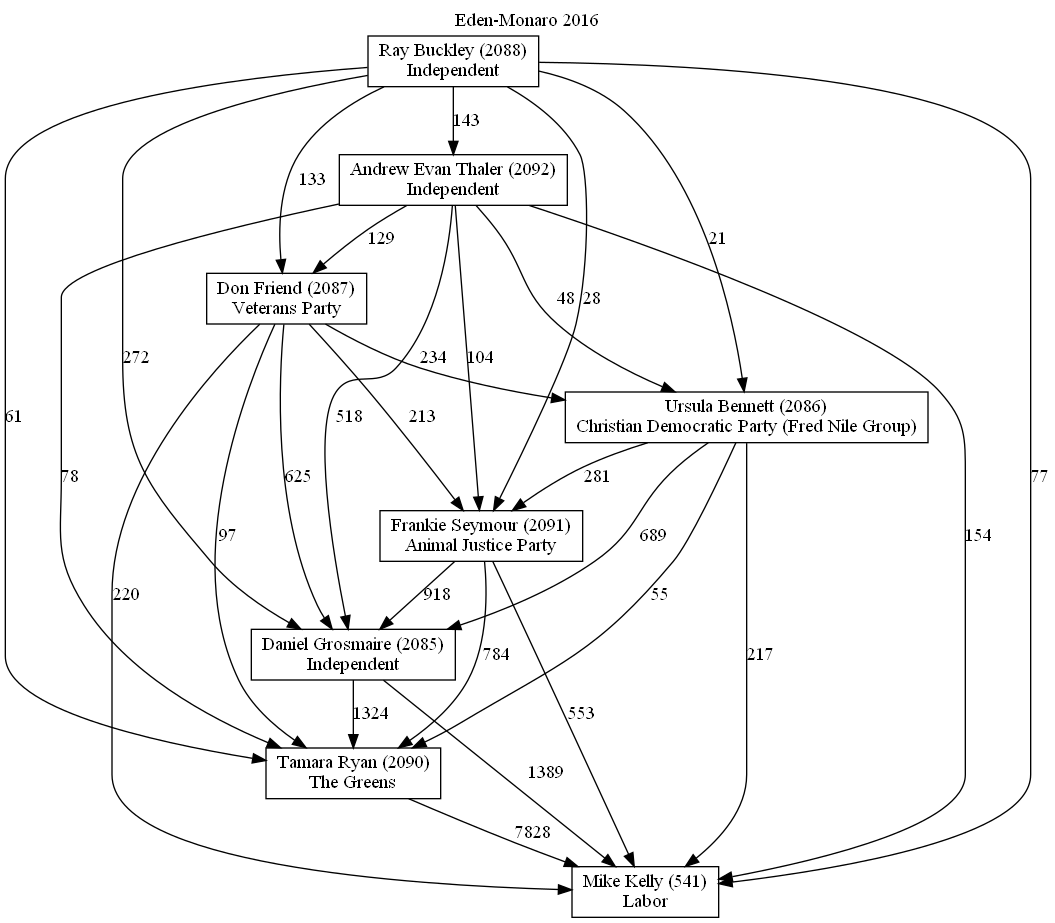 Eden-Monaro 2016
Ray Buckley (2088)
Independent
143
Andrew Evan Thaler (2092)
Independent
133
129
21
Don Friend (2087)
Veterans Party
48
28
272
234
104
Ursula Bennett (2086)
Christian Democratic Party (Fred Nile Group)
61
518
213
78
625
281
77
Frankie Seymour (2091)
Animal Justice Party
97
689
154
220
918
55
Daniel Grosmaire (2085)
Independent
784
217
1324
553
Tamara Ryan (2090)
The Greens
1389
7828
Mike Kelly (541)
Labor